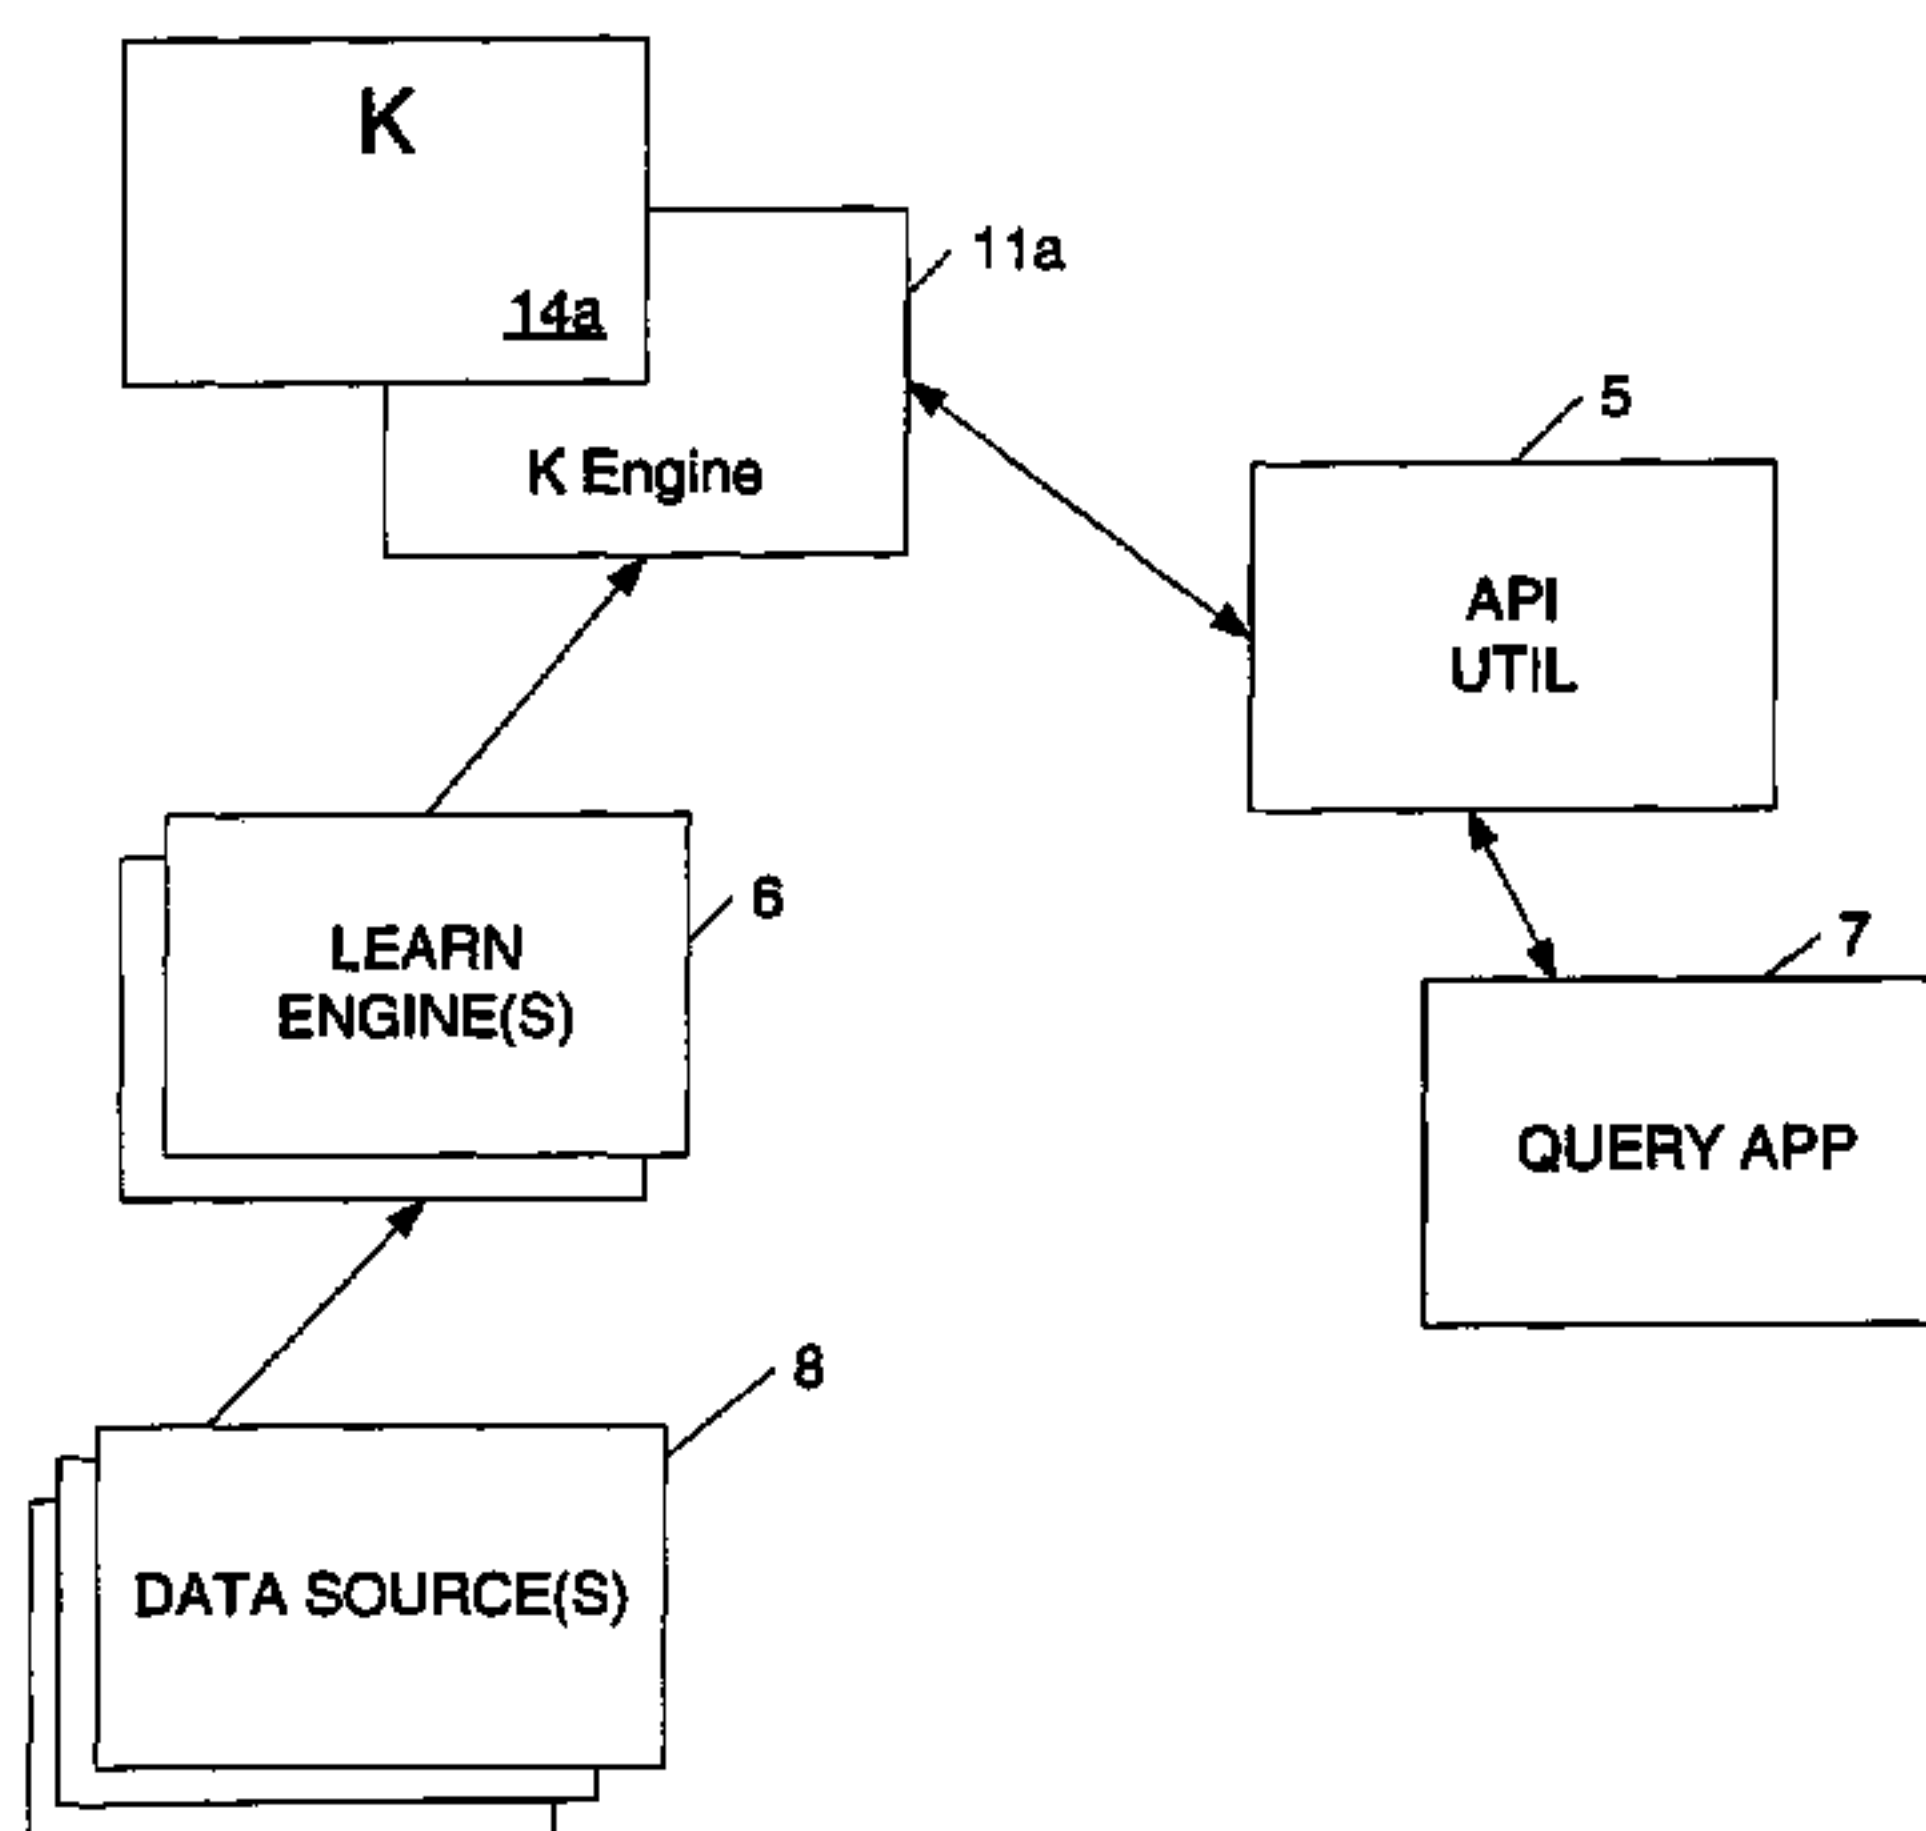 K
14a
11a
K Engine
5
API
UTIL
6
LEARN
ENGINE(S)
7
QUERY APP
8
DATA SOURCE(S)